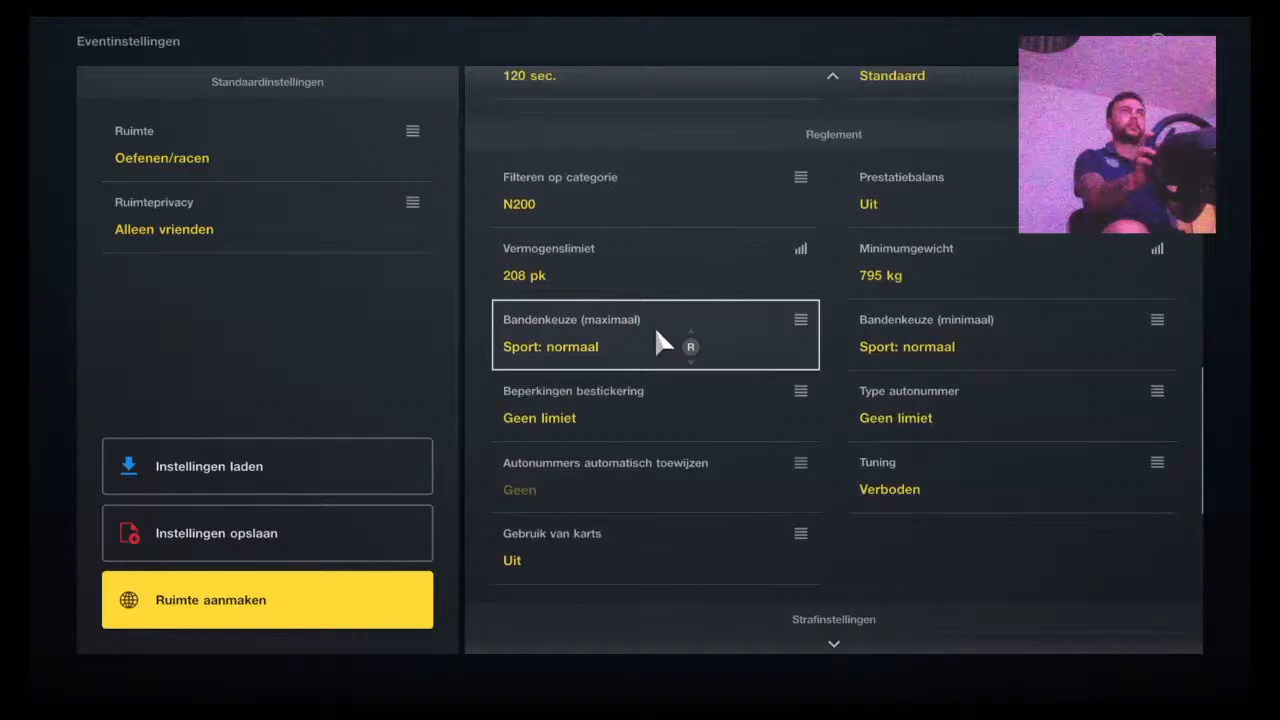 Eventinstellingen
Standaardinstellingen
Ruimte
Oefenen/racen
Ruimteprivacy
Alleen vrienden
Instellingen laden
Instellingen opslaan
Ruimte aanmaken
120 sec.
Standaard
Reglement
Filteren op categorie
N200
Prestatiebalans
Uit
Vermogenslimiet
208 pk
Minimumgewicht
795 kg
Bandenkeuze (maximaal)
Sport: normaal
R
Bandenkeuze (minimaal)
Sport: normaal
Beperkingen bestickering
Geen limiet
Type autonummer
Geen limiet
Autonummers automatisch toewijzen
Geen
Tuning
Verboden
Gebruik van karts
Uit
Strafinstellingen